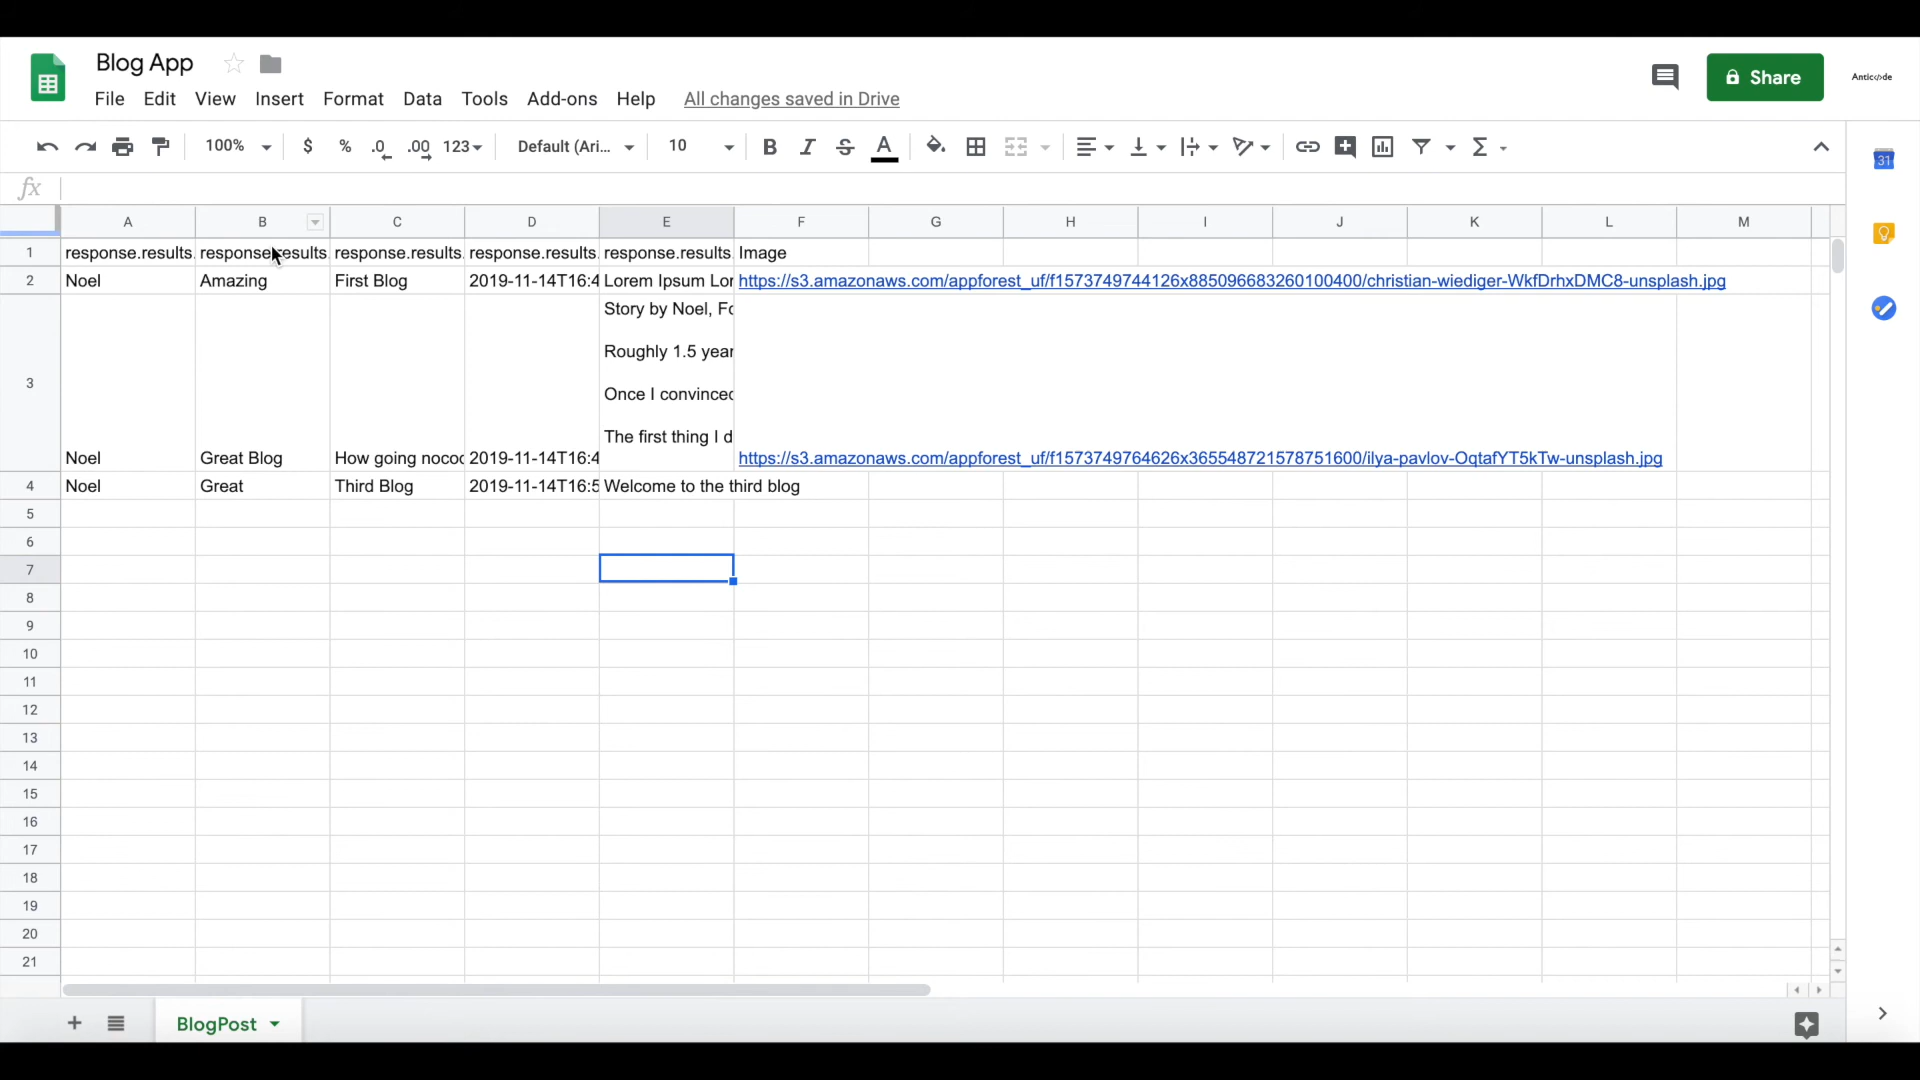 Blog App
Share
Antic</>de
File Edit View Insert Format Data Tools Add-ons Help All changes saved in Drive
100% $ % .0 .00 123 Default (Ari... 10 B I S A
31
fx
A B C D E F G H I J K L M
1 response.results. response.results. response.results. response.results. response.results. Image
2 Noel Amazing First Blog 2019-11-14T16:4 Lorem Ipsum Lor https://s3.amazonaws.com/appforest_uf/f1573749744126x885096683260100400/christian-wiediger-WkfDrhxDMC8-unsplash.jpg
Story by Noel, Fo
Roughly 1.5 year
3
Once I convinced
The first thing I d
Noel Great Blog How going nococ 2019-11-14T16:4 https://s3.amazonaws.com/appforest_uf/f1573749764626x365548721578751600/ilya-pavlov-OqtafYT5kTw-unsplash.jpg
4 Noel Great Third Blog 2019-11-14T16:5 Welcome to the third blog
5
6
7
8
9
10
11
12
13
14
15
16
17
18
19
20
21
BlogPost